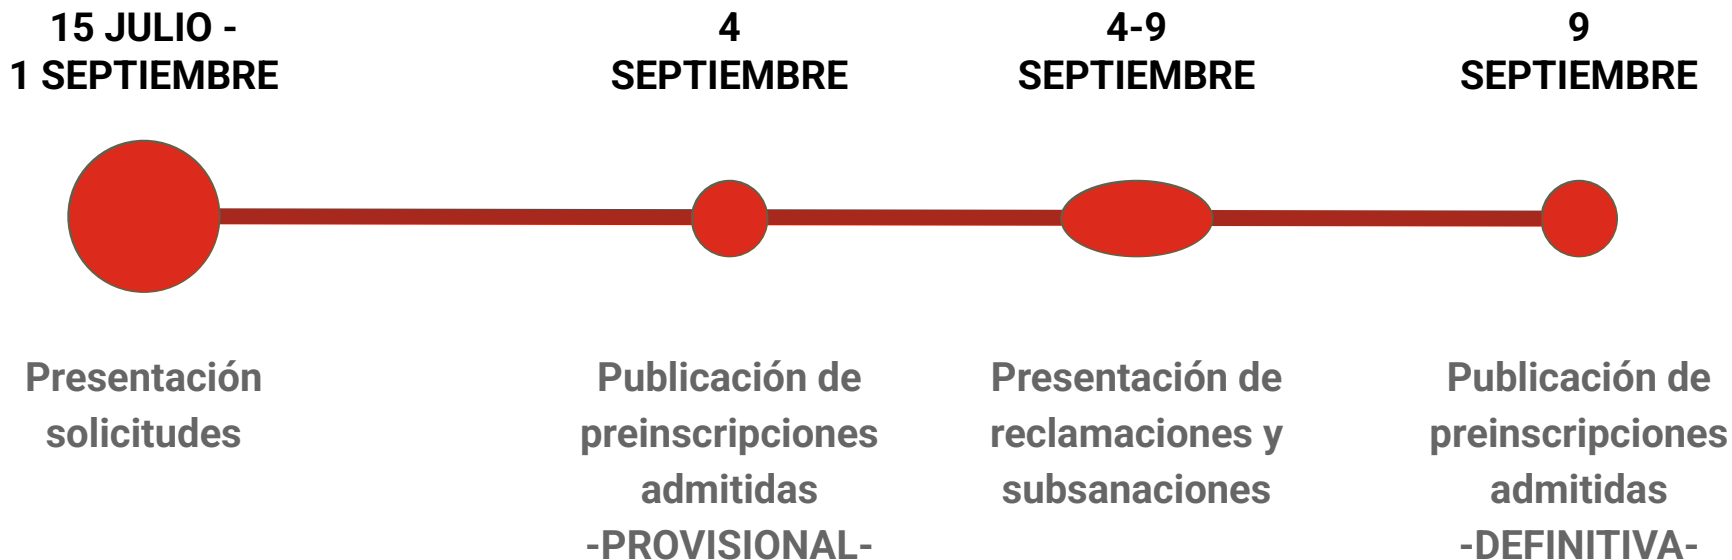 15 JULIO -
1 SEPTIEMBRE
4
SEPTIEMBRE
4-9
SEPTIEMBRE
9
SEPTIEMBRE
Presentación
solicitudes
Publicación de
preinscripciones
admitidas
-PROVISIONAL-
Presentación de
reclamaciones y
subsanaciones
Publicación de
preinscripciones
admitidas
-DEFINITIVA-